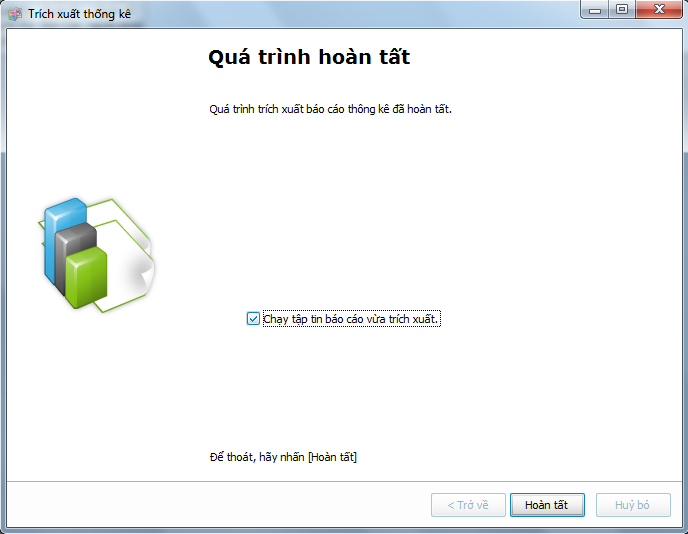 Trích xuất thống kê
Quá trình hoàn tất
Quá trình trích xuất báo cáo thông kê đã hoàn tất.
Chạy tập tin báo cáo vừa trích xuất.
Để thoát, hãy nhấn [Hoàn tất]
< Trở về
Hoàn tất
Huỷ bỏ